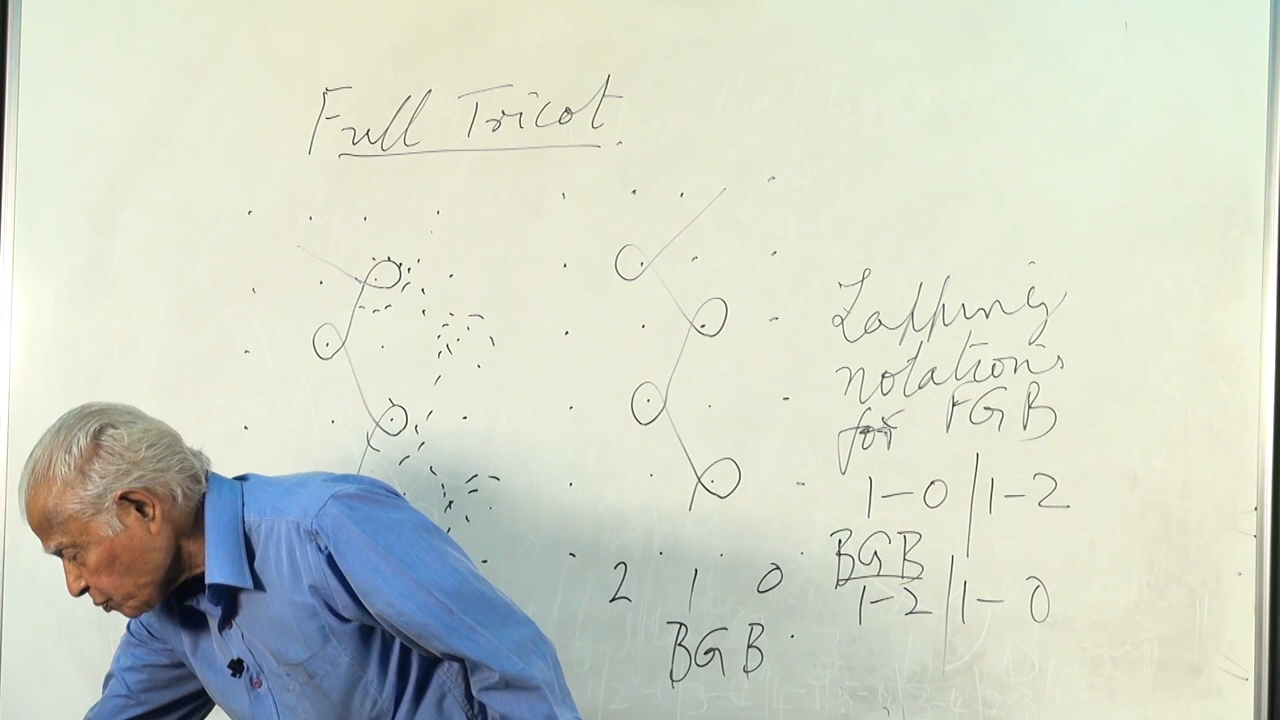 Full Tricot.
Lapping
notations
for FGB
1-0/1-2
BGB
1-2/1-0
2 1 0
BGB